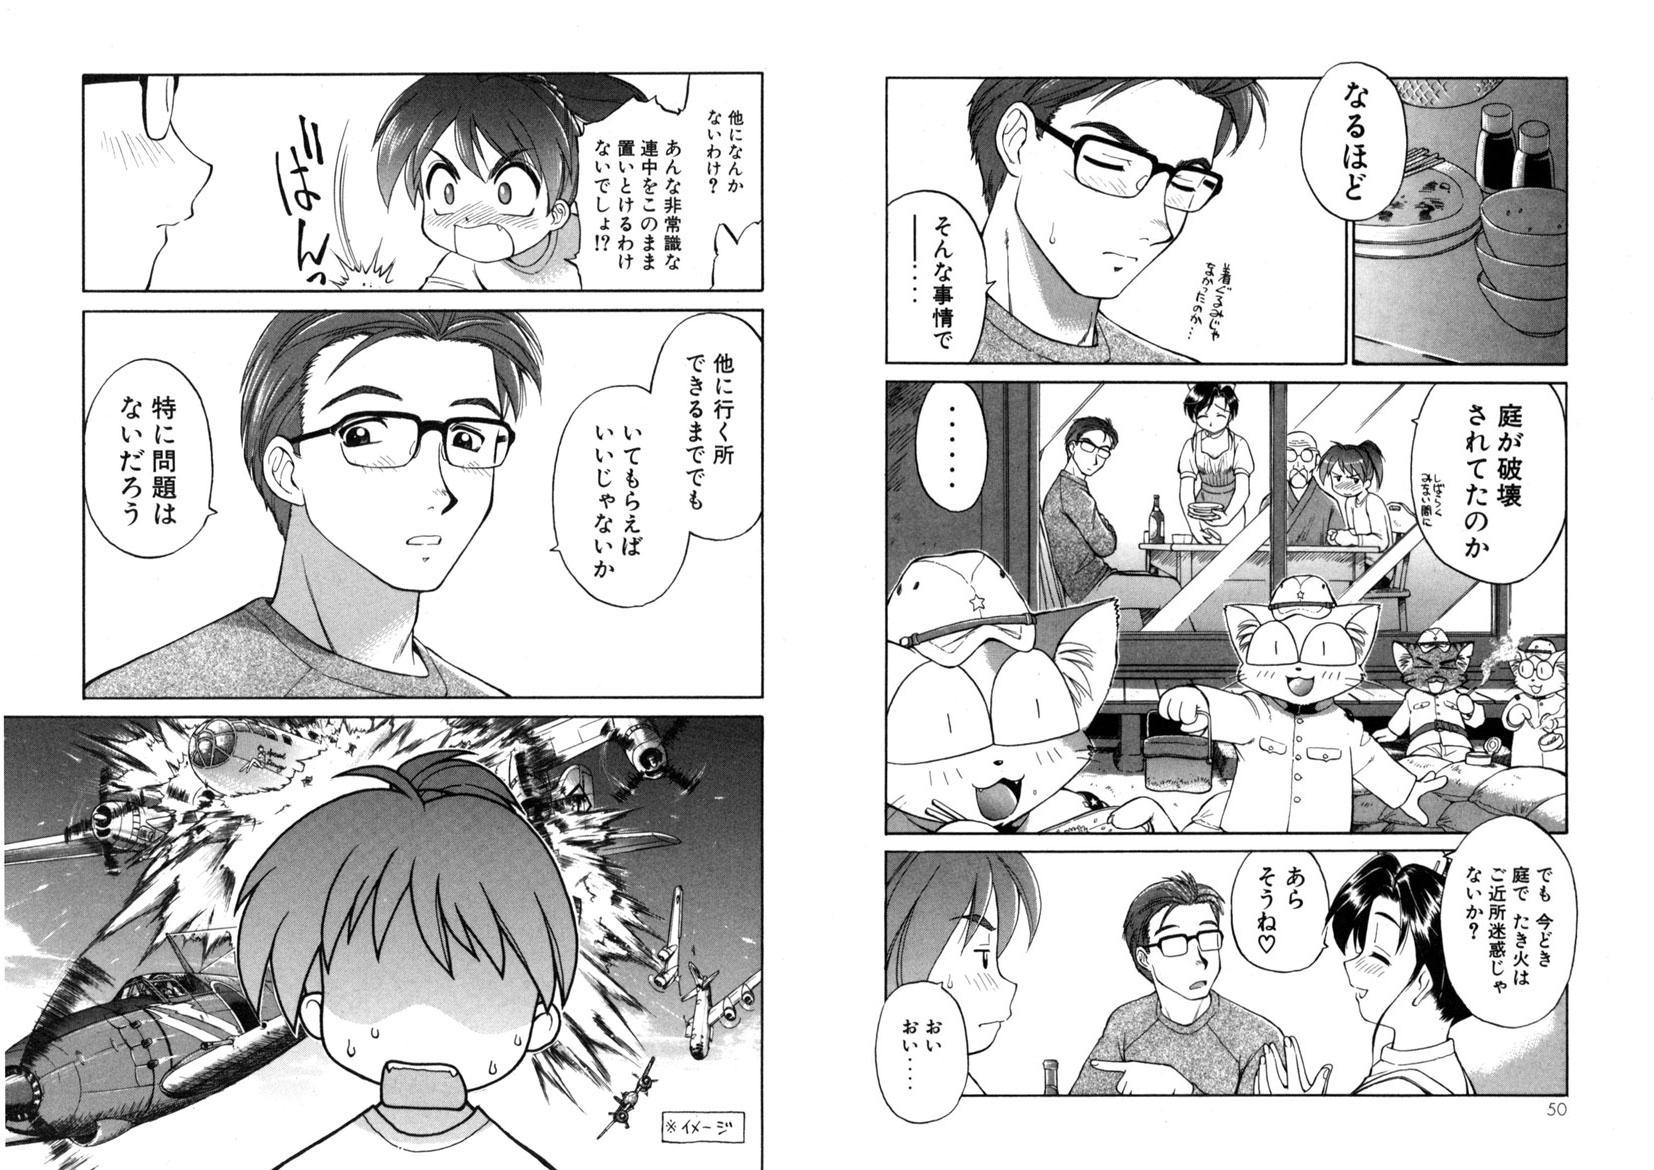 なるほど
着ぐるみじゃ
なかったのか…
そんな事情で
━━‥‥
庭が破壊
されてたのか
しばらく
みない間に
・・・・・・
でも 今どき
庭で たき火は
ご近所迷惑じゃ
ないか?
あら
そうね♡
おい
おい‥‥
50
他になんか
ないわけ?
あんな非常識な
連中をこのまま
置いとけるわけ
ないでしょ!?
ばんっ
他に行く所
できるまででも
いてもらえば
いいじゃないか
特に問題は
ないだろう
※イメージ